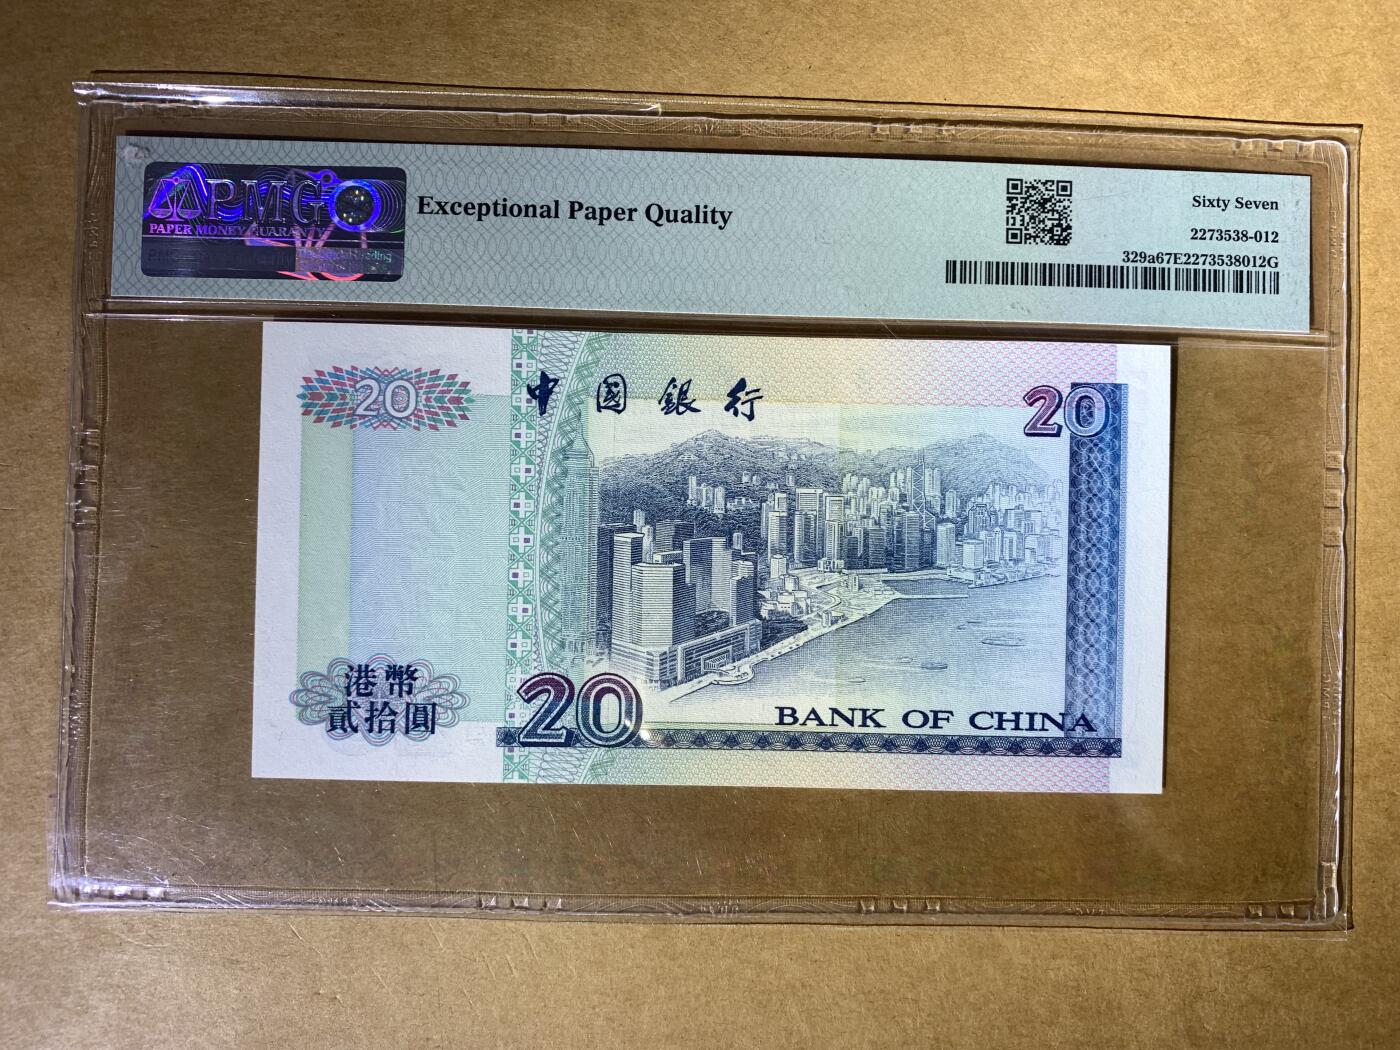 PMG
PAPER MONEY GUARANTY
Exceptional Paper Quality
Sixty Seven
2273538-012
329a67E2273538012G
20
中國銀行
20
港幣
貳拾圓
20
BANK OF CHINA